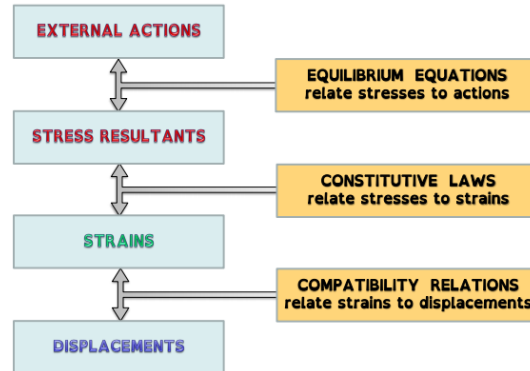 EXTERNAL ACTIONS
EQUILIBRIUM EQUATIONS
relate stresses to actions
STRESS RESULTANTS
CONSTITUTIVE LAWS
relate stresses to strains
STRAINS
COMPATIBILITY RELATIONS
relate strains to displacements
DISPLACEMENTS